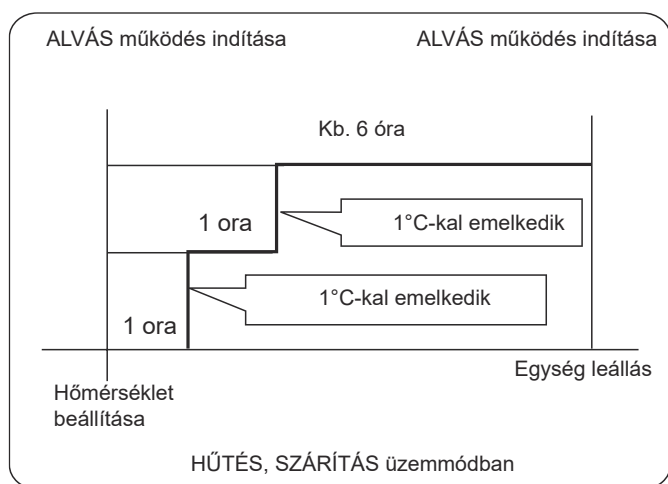 ALVÁS működés indítása
ALVÁS működés indítása
Kb. 6 óra
1 ora
1°C-kal emelkedik
1°C-kal emelkedik
1 ora
Egység leállás
Hőmérséklet
beállítása
HŰTÉS, SZÁRÍTÁS üzemmódban